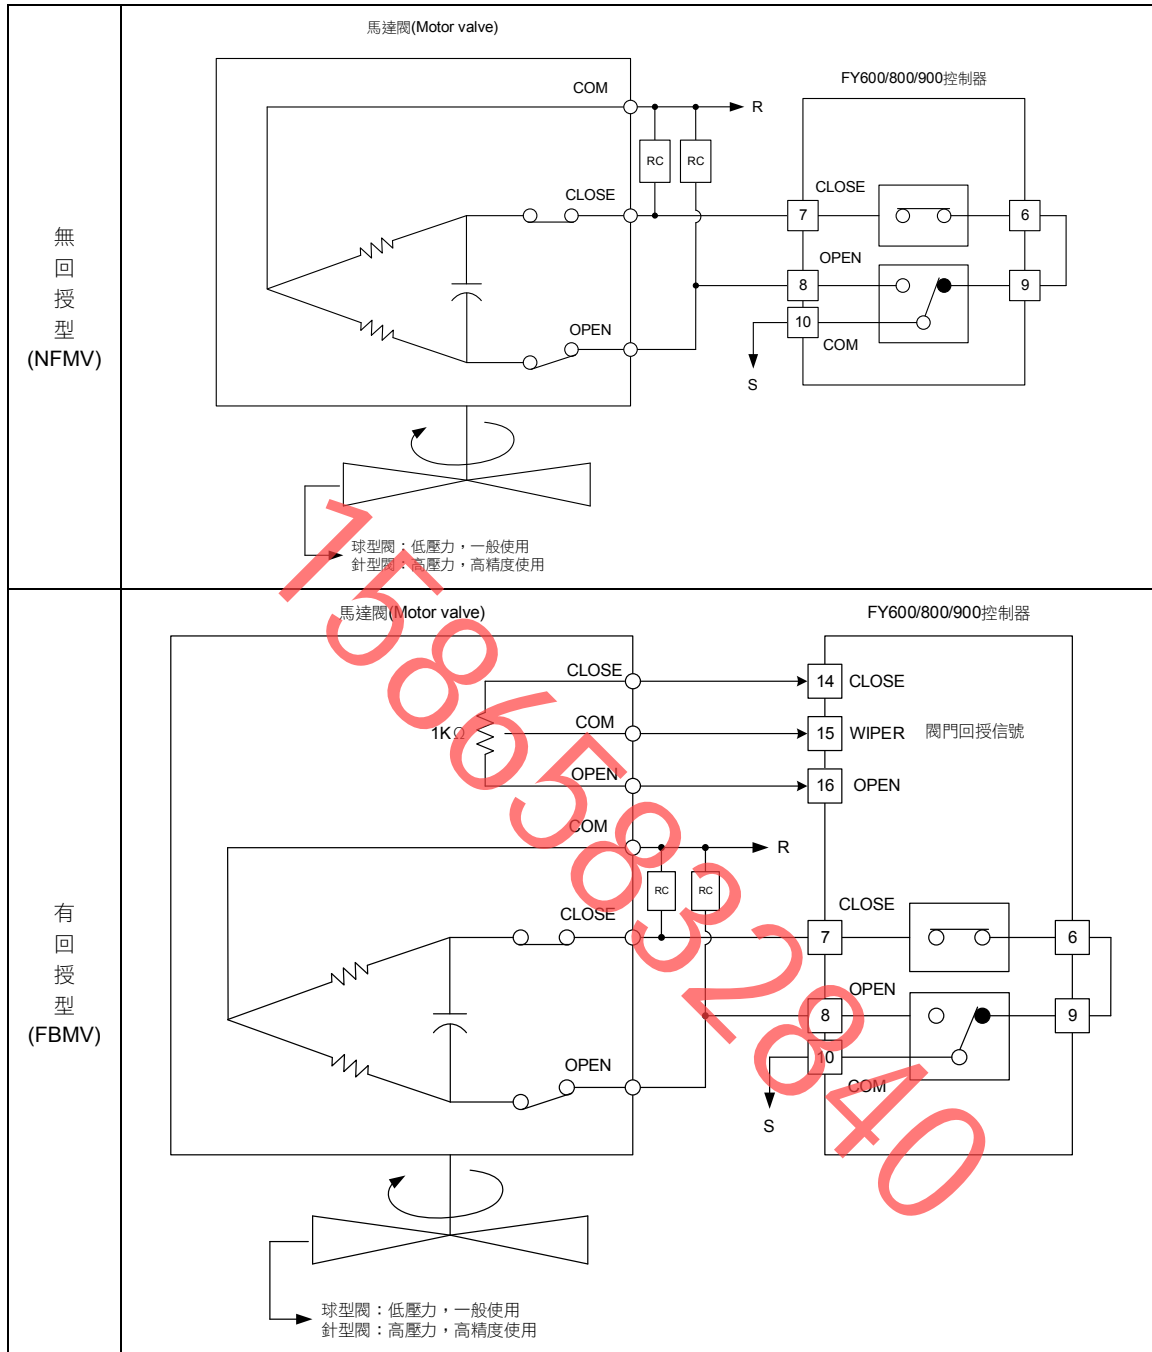 馬達閥(Motor valve)
FY600/800/900控制器
COM
R
RC
RC
CLOSE
CLOSE
7
6
OPEN
8
9
10
OPEN
COM
S
無
回
授
型
(NFMV)
球型閥：低壓力，一般使用
針型閥：高壓力，高精度使用
馬達閥(Motor valve)
FY600/800/900控制器
CLOSE
14
CLOSE
1KΩ
COM
15
WIPER
閥門回授信號
OPEN
16
OPEN
COM
R
RC
RC
CLOSE
CLOSE
7
6
OPEN
8
9
10
OPEN
COM
S
有
回
授
型
(FBMV)
球型閥：低壓力，一般使用
針型閥：高壓力，高精度使用
15865832840